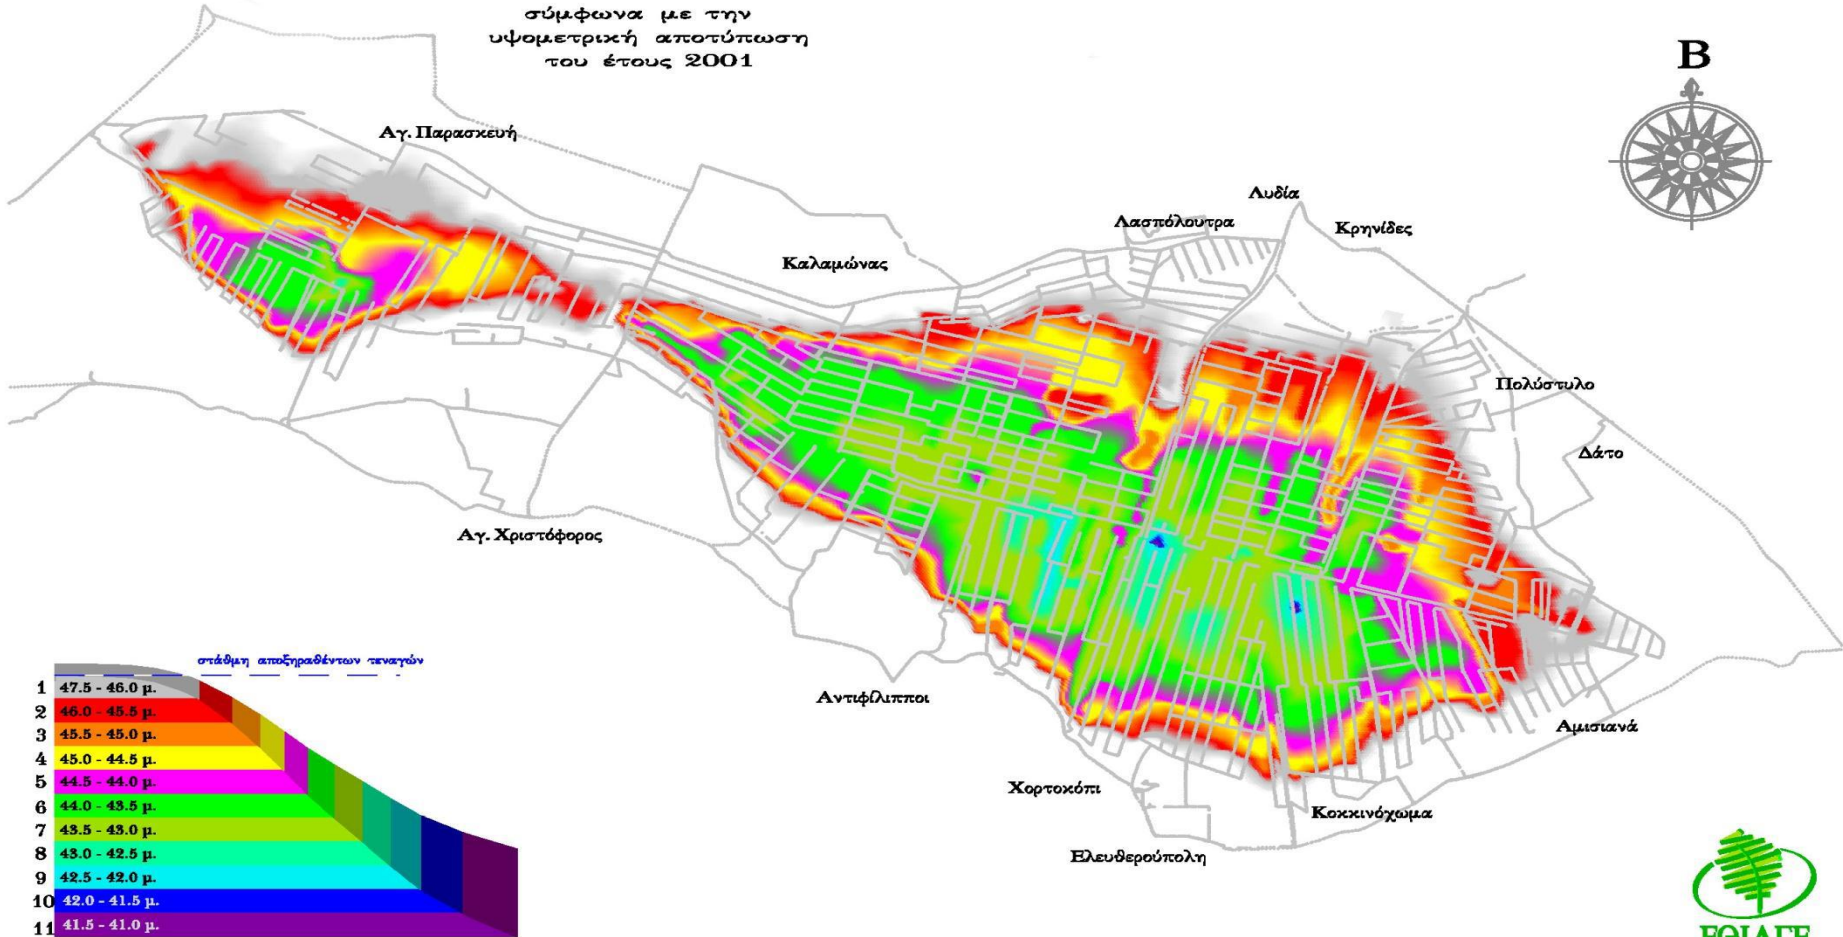 σύμφωνα με την
υψομετρική αποτύπωση
του έτους 2001
Β
Αγ. Παρασκευή
Λυδία
Λασπόλουτρα
Κρηνίδες
Καλαμώνας
Πολύστυλο
Δάτο
Αγ. Χριστόφορος
Αντιφίλιπποι
Αμισιανά
Χορτοκόπι
Κοκκινόχωμα
Ελευθερούπολη
στάθμη αποξηραθέντων τεναγών
1 47.5 - 46.0 μ.
2 46.0 - 45.5 μ.
3 45.5 - 45.0 μ.
4 45.0 - 44.5 μ.
5 44.5 - 44.0 μ.
6 44.0 - 43.5 μ.
7 43.5 - 43.0 μ.
8 43.0 - 42.5 μ.
9 42.5 - 42.0 μ.
10 42.0 - 41.5 μ.
11 41.5 - 41.0 μ.
ΕΘΙΑΓΕ